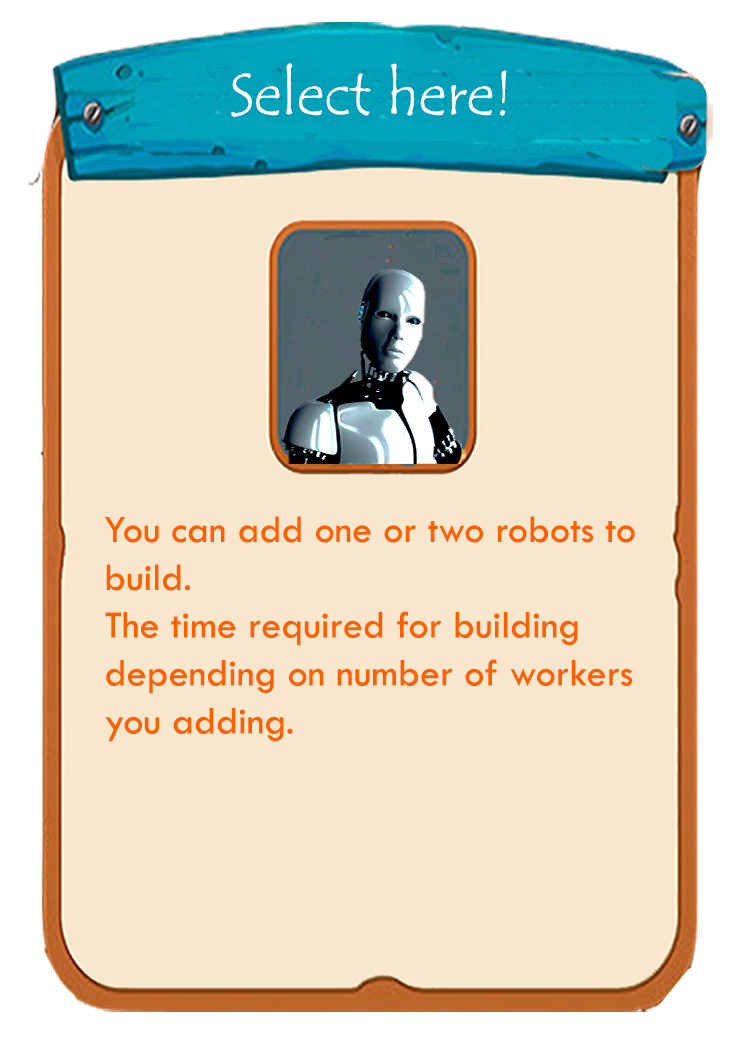 Select here!
You can add one or two robots to
build.
The time required for building
depending on number of workers
you adding.